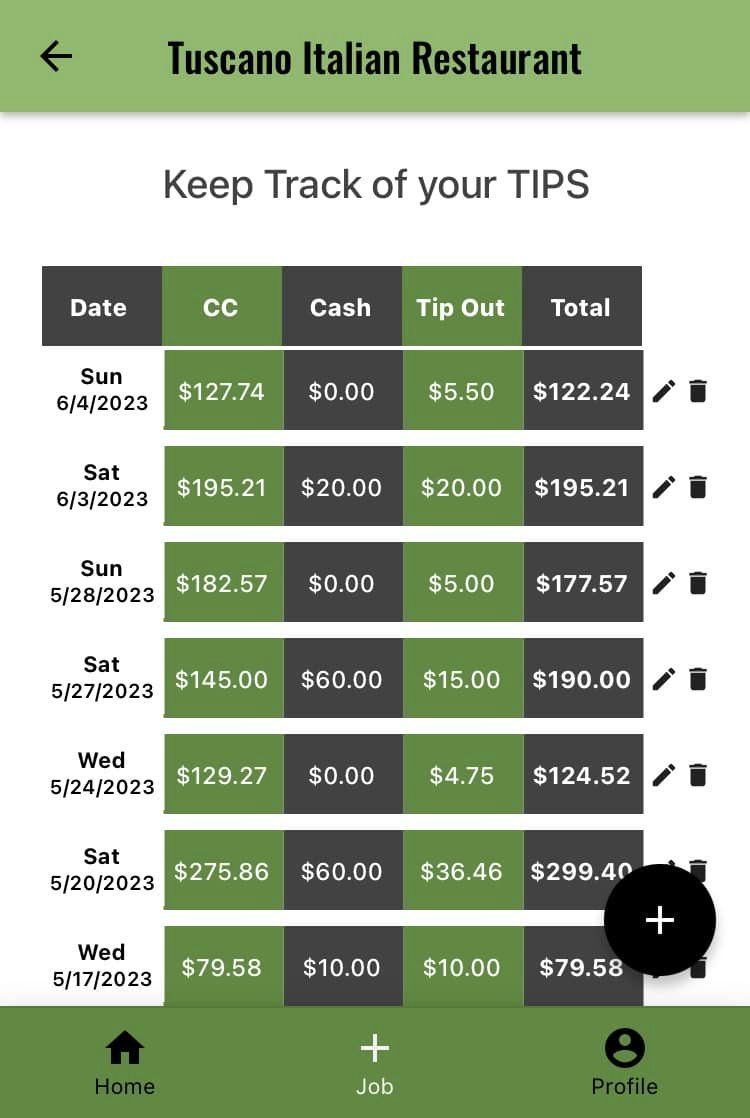 Tuscano Italian Restaurant
Keep Track of your TIPS
Date CC Cash Tip Out Total
Sun
6/4/2023 $127.74 $0.00 $5.50 $122.24
Sat
6/3/2023 $195.21 $20.00 $20.00 $195.21
Sun
5/28/2023 $182.57 $0.00 $5.00 $177.57
Sat
5/27/2023 $145.00 $60.00 $15.00 $190.00
Wed
5/24/2023 $129.27 $0.00 $4.75 $124.52
Sat
5/20/2023 $275.86 $60.00 $36.46 $299.40
Wed
5/17/2023 $79.58 $10.00 $10.00 $79.58
Home Job Profile